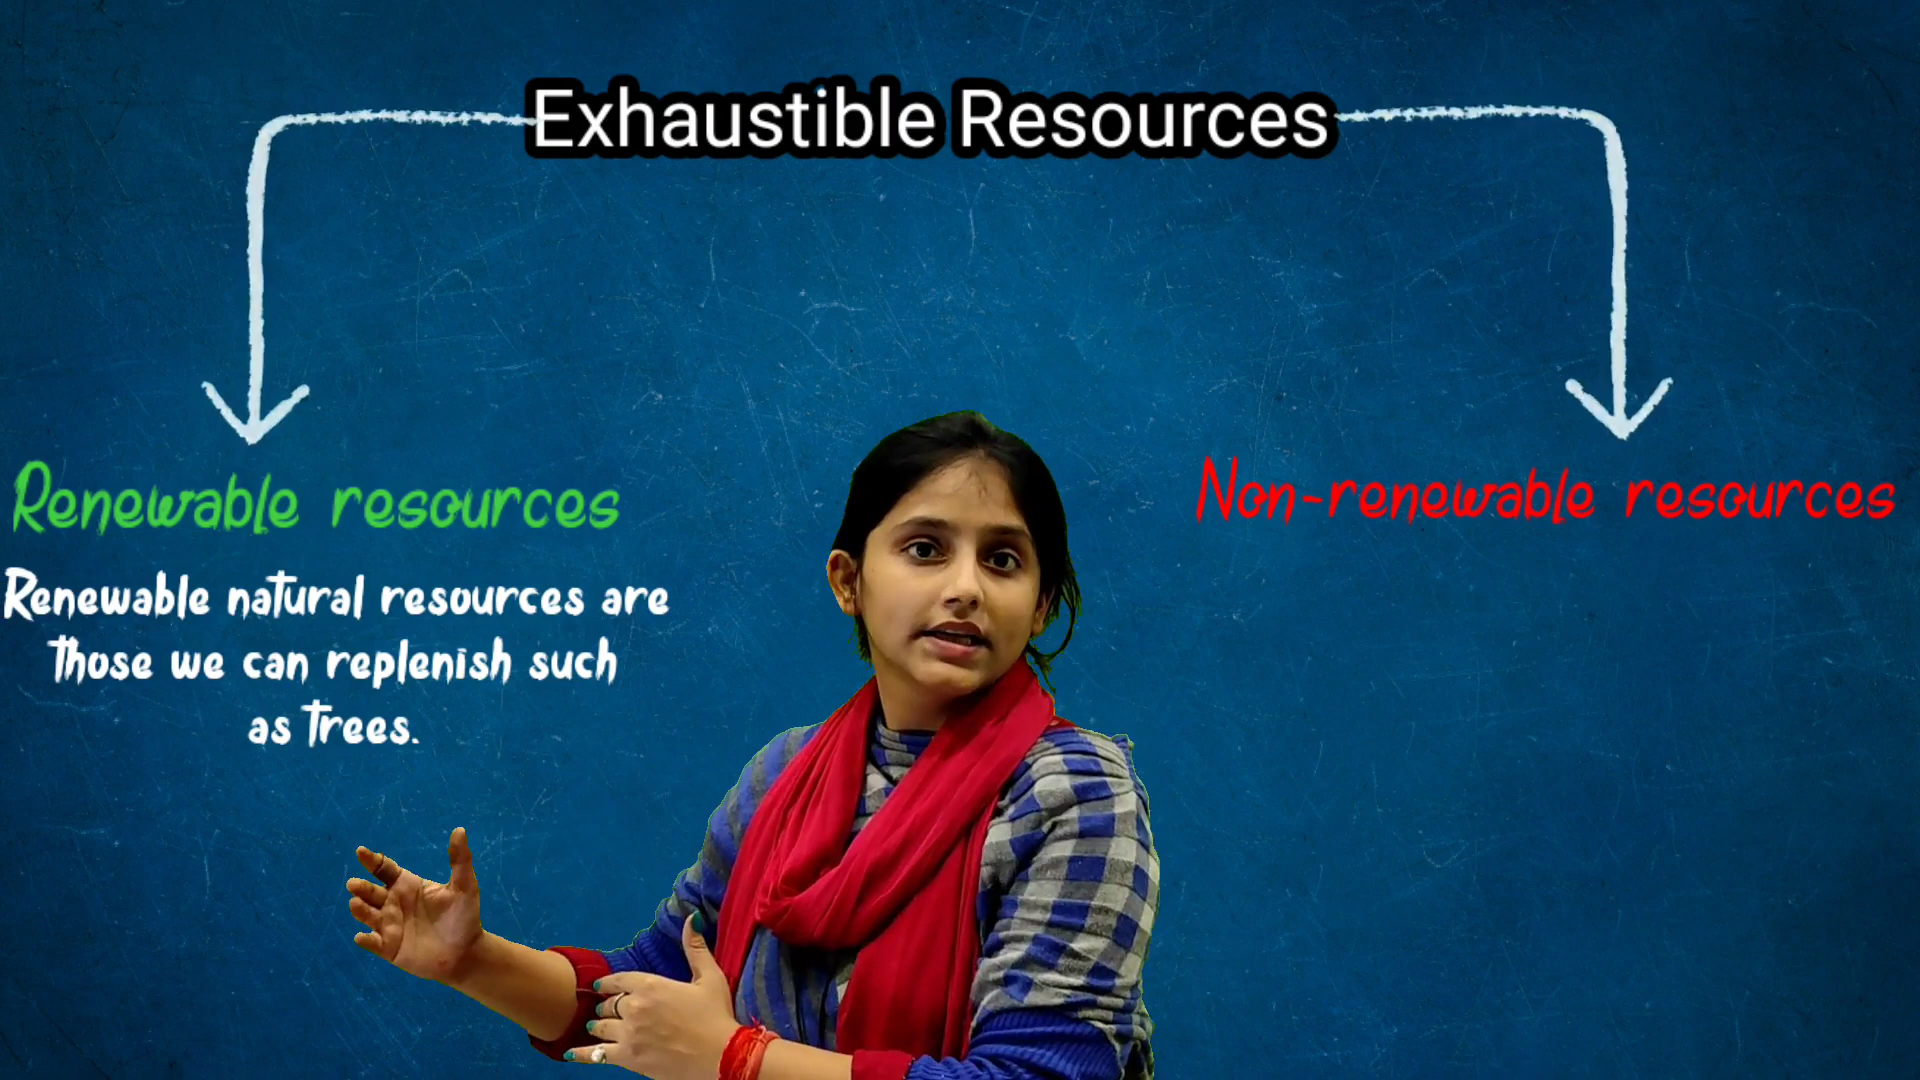 Exhaustible Resources
Renewable resources
Renewable natural resources are
those we can replenish such
as trees.
Non-renewable resources